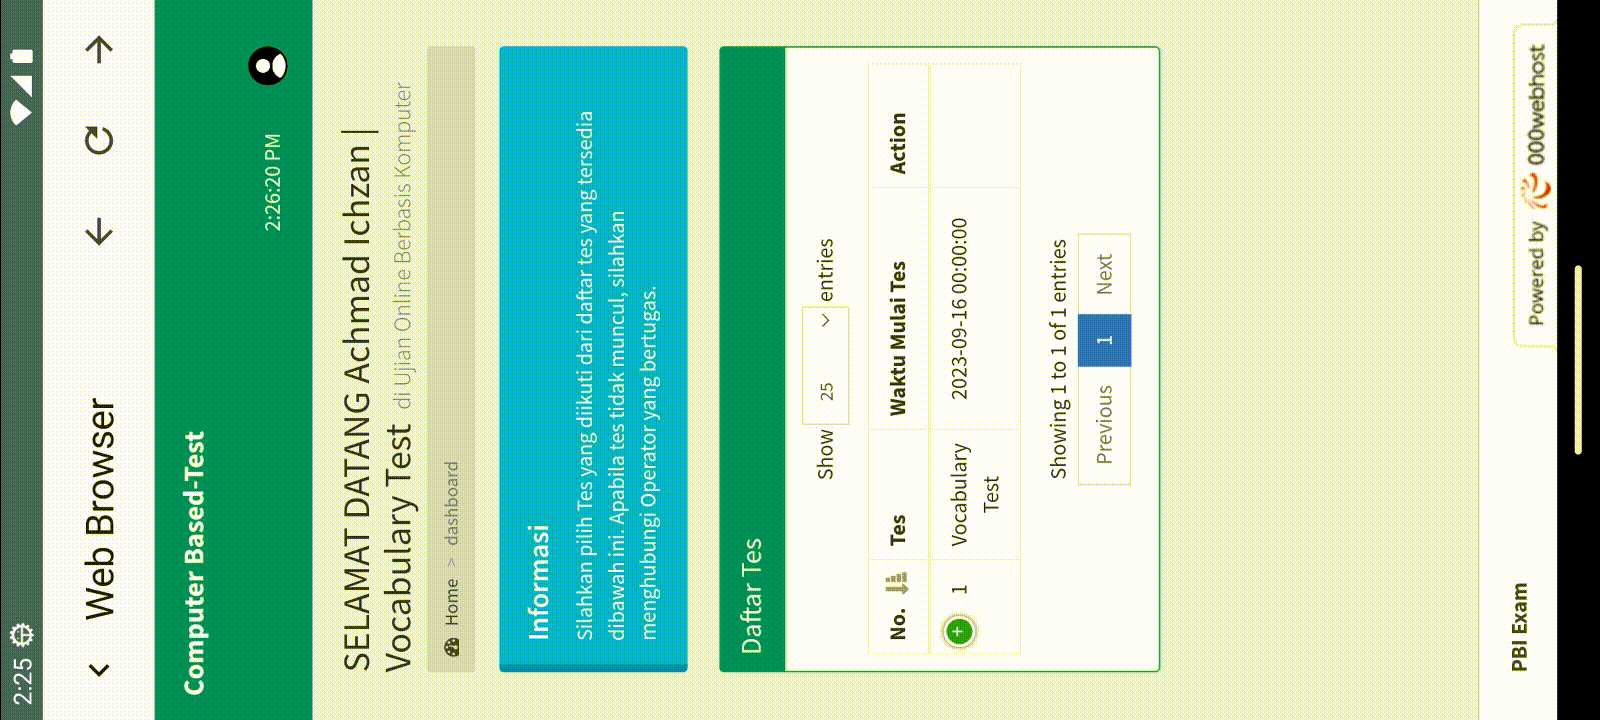 2:25
Web Browser
Computer Based-Test
2:26:20 PM
SELAMAT DATANG Achmad Ichzan |
Vocabulary Test di Ujian Online Berbasis Komputer
Home > dashboard
Informasi
Silahkan pilih Tes yang diikuti dari daftar tes yang tersedia
dibawah ini. Apabila tes tidak muncul, silahkan
menghubungi Operator yang bertugas.
Daftar Tes
Show 25 entries
No. Tes Waktu Mulai Tes Action
1 Vocabulary 2023-09-16 00:00:00
Test
Showing 1 to 1 of 1 entries
Previous 1 Next
PBI Exam
Powered by 000webhost